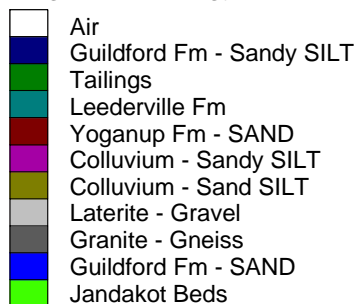 Air
Guildford Fm - Sandy SILT
Tailings
Leederville Fm
Yoganup Fm - SAND
Colluvium - Sandy SILT
Colluvium - Sand SILT
Laterite - Gravel
Granite - Gneiss
Guildford Fm - SAND
Jandakot Beds